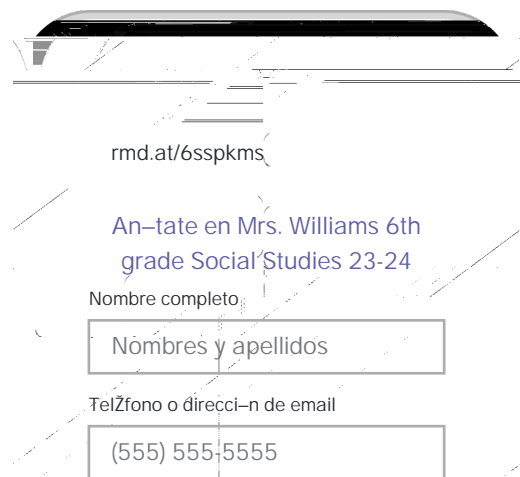 rmd.at/6sspkms
An–tate en Mrs. Williams 6th
grade Social Studies 23-24
Nombre completo
Nombres y apellidos
TelŽfono o direcci–n de email
(555) 555-5555